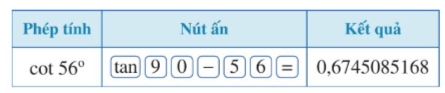 Phép tính Nút ấn Kết quả
cot 56° tan 9 0 − 5 6 = 0,6745085168